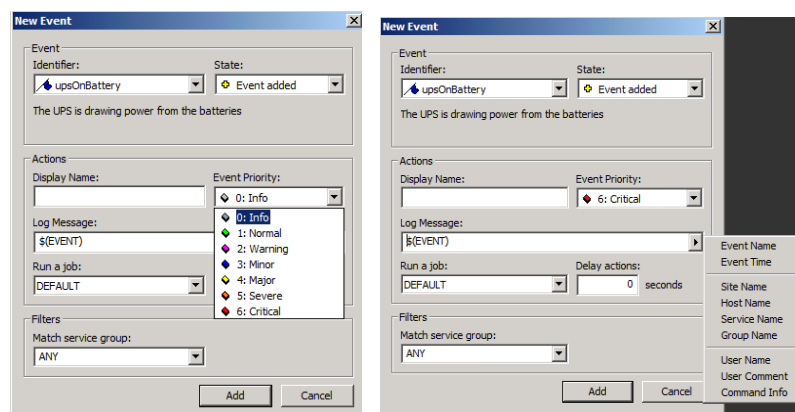 New Event
Event
Identifier:
State:
upsOnBattery
Event added
The UPS is drawing power from the batteries
Actions
Display Name:
Event Priority:
0: Info
0: Info
1: Normal
2: Warning
3: Minor
4: Major
5: Severe
6: Critical
Log Message:
$(EVENT)
Run a job:
DEFAULT
Filters
Match service group:
ANY
Add
Cancel
New Event
Event
Identifier:
State:
upsOnBattery
Event added
The UPS is drawing power from the batteries
Actions
Display Name:
Event Priority:
6: Critical
Log Message:
$(EVENT)
Run a job:
Delay actions:
DEFAULT
0 seconds
Filters
Match service group:
ANY
Add
Cancel
Event Name
Event Time
Site Name
Host Name
Service Name
Group Name
User Name
User Comment
Command Info